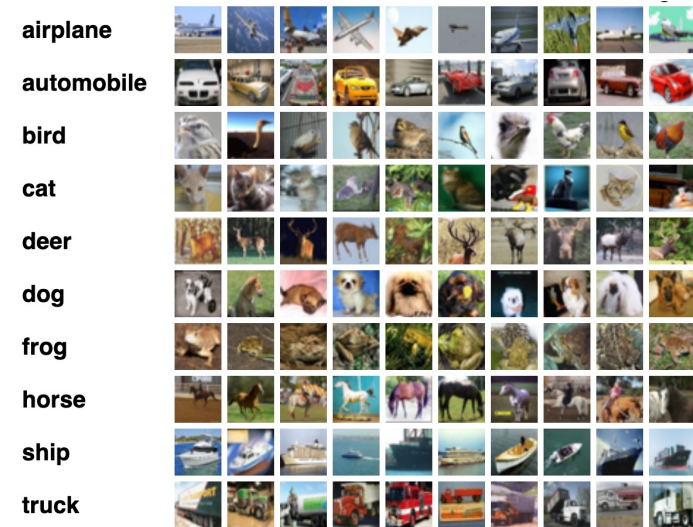 airplane
automobile
bird
cat
deer
dog
frog
horse
ship
truck